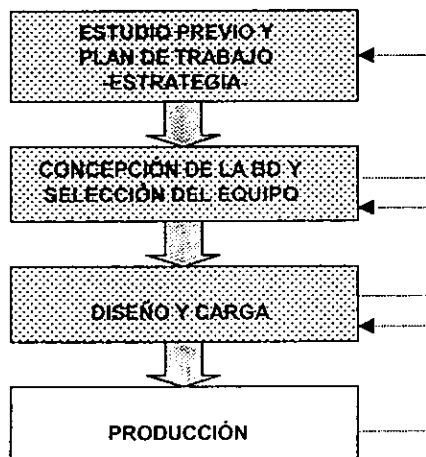 ESTUDIO PREVIO Y
PLAN DE TRABAJO
-ESTRATEGIA-
CONCEPCIÓN DE LA BD Y
SELECCIÓN DEL EQUIPO
DISEÑO Y CARGA
PRODUCCIÓN